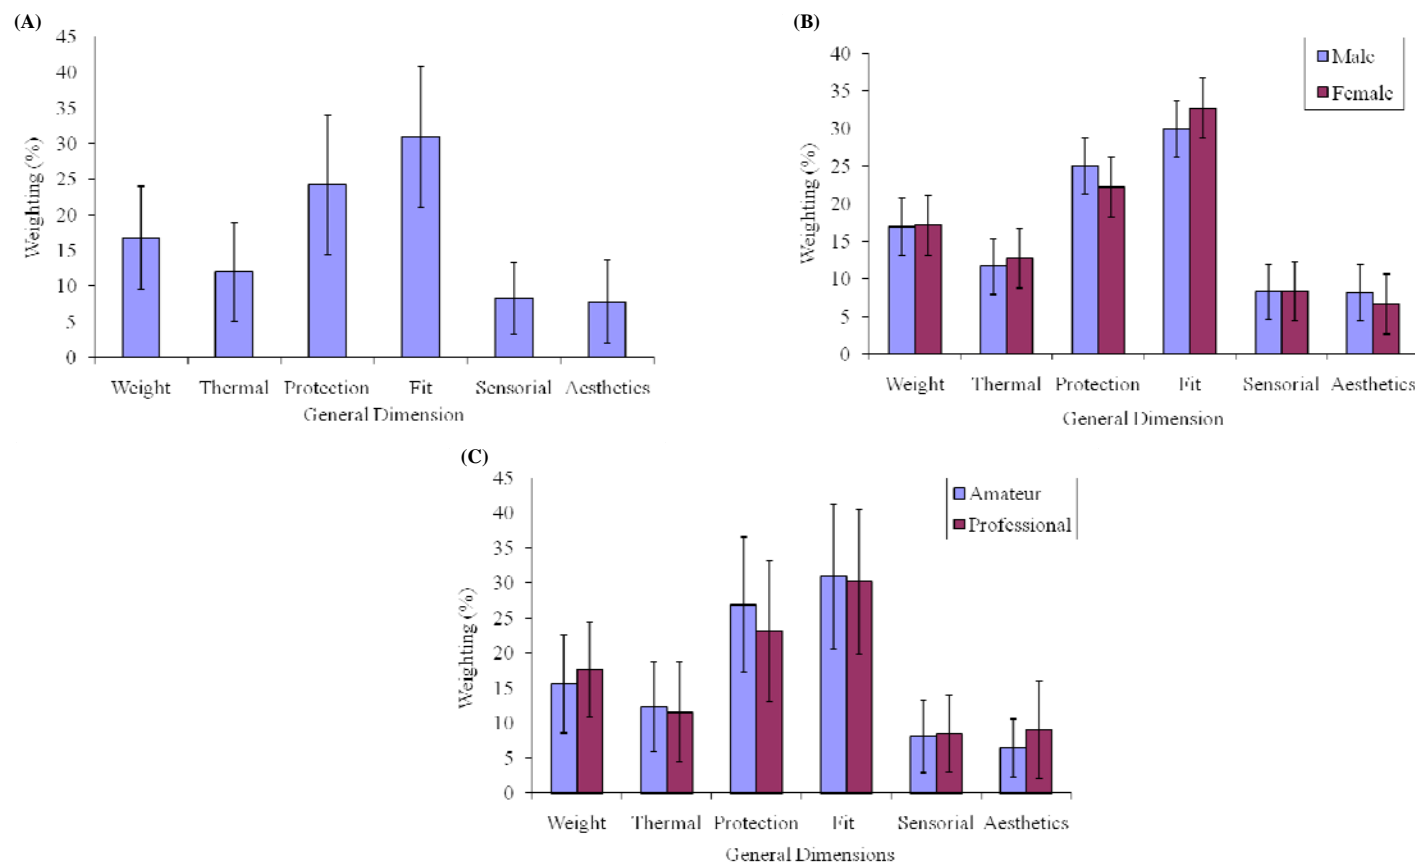 (A)
45
40
35
30
25
20
15
10
5
0
Weighting (%)
Weight Thermal Protection Fit Sensorial Aesthetics
General Dimension
(B)
40
35
30
25
20
15
10
5
0
Weighting (%)
Male
Female
Weight Thermal Protection Fit Sensorial Aesthetics
General Dimension
(C)
45
40
35
30
25
20
15
10
5
0
Weighting (%)
Amateur
Professional
Weight Thermal Protection Fit Sensorial Aesthetics
General Dimensions